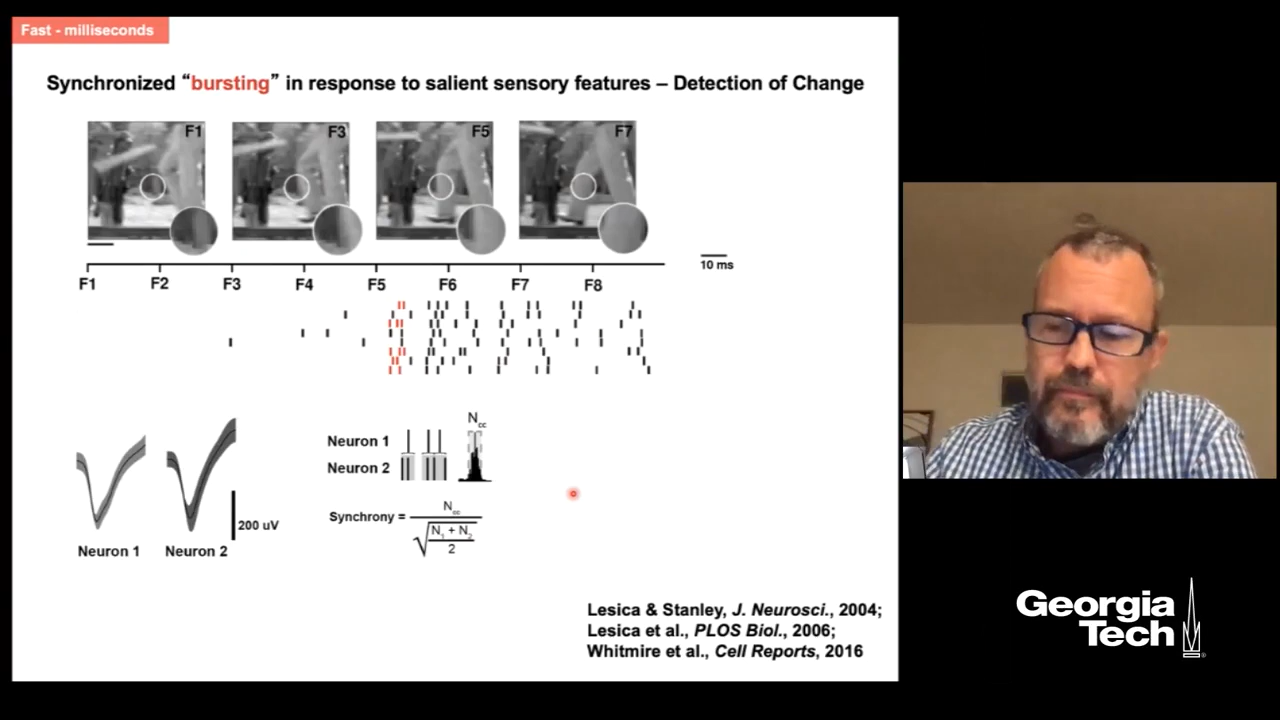 Fast - milliseconds
Synchronized “bursting” in response to salient sensory features – Detection of Change
F1
F3
F5
F7
10 ms
F1 F2 F3 F4 F5 F6 F7 F8
Ncc
Neuron 1
Neuron 2
200 uV
Neuron 1 Neuron 2
Synchrony = Ncc
N1 + N2
2
Lesica & Stanley, J. Neurosci., 2004;
Lesica et al., PLOS Biol., 2006;
Whitmire et al., Cell Reports, 2016
Georgia
Tech